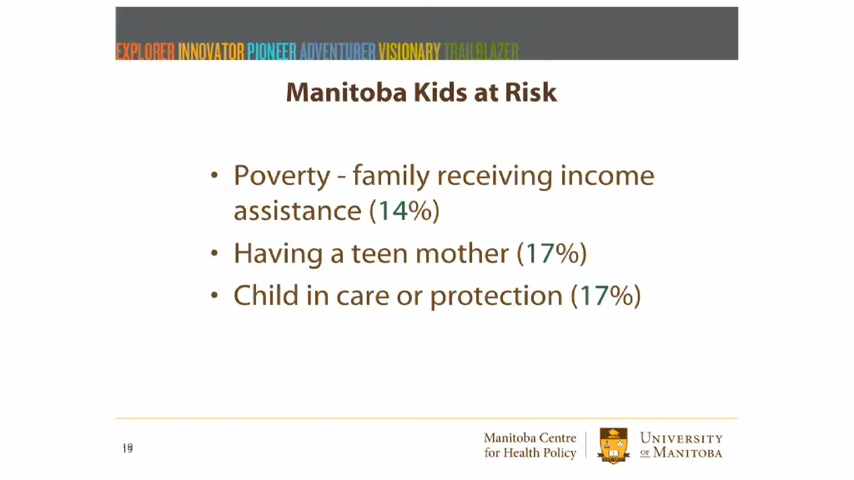 EXPLORER INNOVATOR PIONEER ADVENTURER VISIONARY TRAILBLAZER
Manitoba Kids at Risk
• Poverty - family receiving income
assistance (14%)
• Having a teen mother (17%)
• Child in care or protection (17%)
Manitoba Centre
for Health Policy
UNIVERSITY
OF MANITOBA